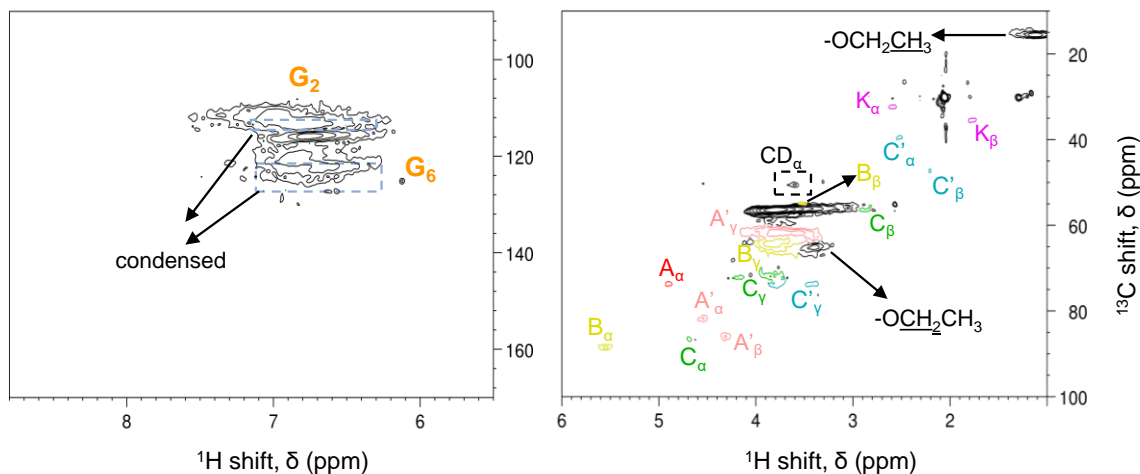 G₂
G₆
condensed
100
120
140
160
8
7
6
¹H shift, δ (ppm)
-OCH₂CH₃
Kα
Kβ
C'α
C'β
CDα
Bβ
Cβ
A'γ
Bγ
Aα
Cγ
C'γ
A'α
-OCH₂CH₃
Bα
A'β
Cα
20
40
60
80
100
¹³C shift, δ (ppm)
6
5
4
3
2
¹H shift, δ (ppm)